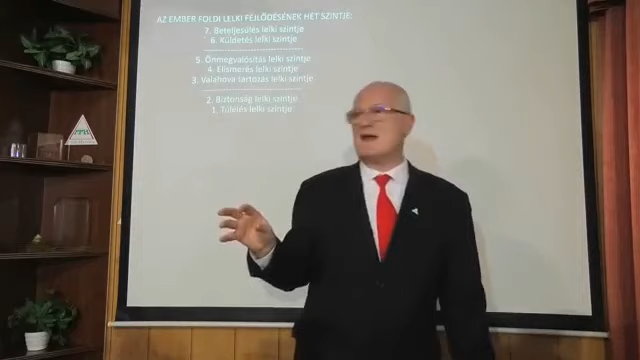 AZ EMBER FÖLDI LELKI FEJLŐDÉSÉNEK HÉT SZINTJE:
7. Beteljesülés lelki szintje
6. Küldetés lelki szintje
5. Önmegvalósítás lelki szintje
4. Elismerés lelki szintje
3. Valahova tartozás lelki szintje
2. Biztonság lelki szintje
1. Túlélés lelki szintje